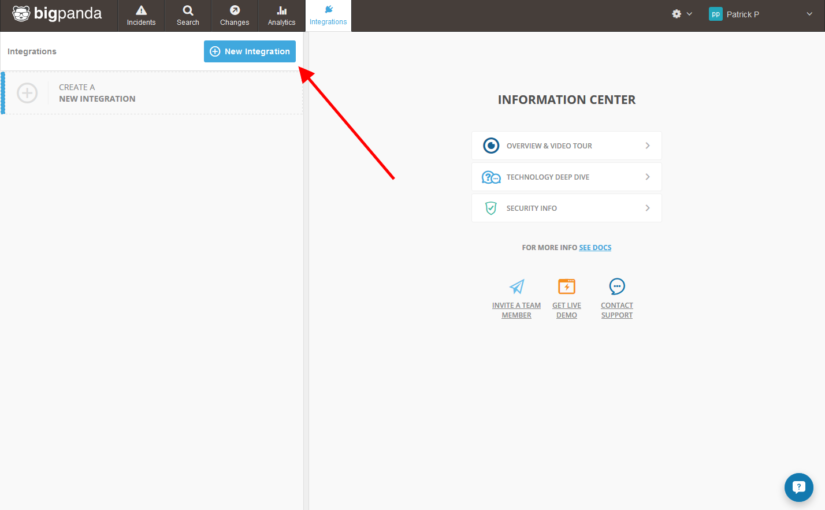 bigpanda
Incidents
Search
Changes
Analytics
Integrations
PP
Patrick P
Integrations
New Integration
CREATE A
NEW INTEGRATION
INFORMATION CENTER
OVERVIEW & VIDEO TOUR
TECHNOLOGY DEEP DIVE
SECURITY INFO
FOR MORE INFO SEE DOCS
INVITE A TEAM
MEMBER
GET LIVE
DEMO
CONTACT
SUPPORT